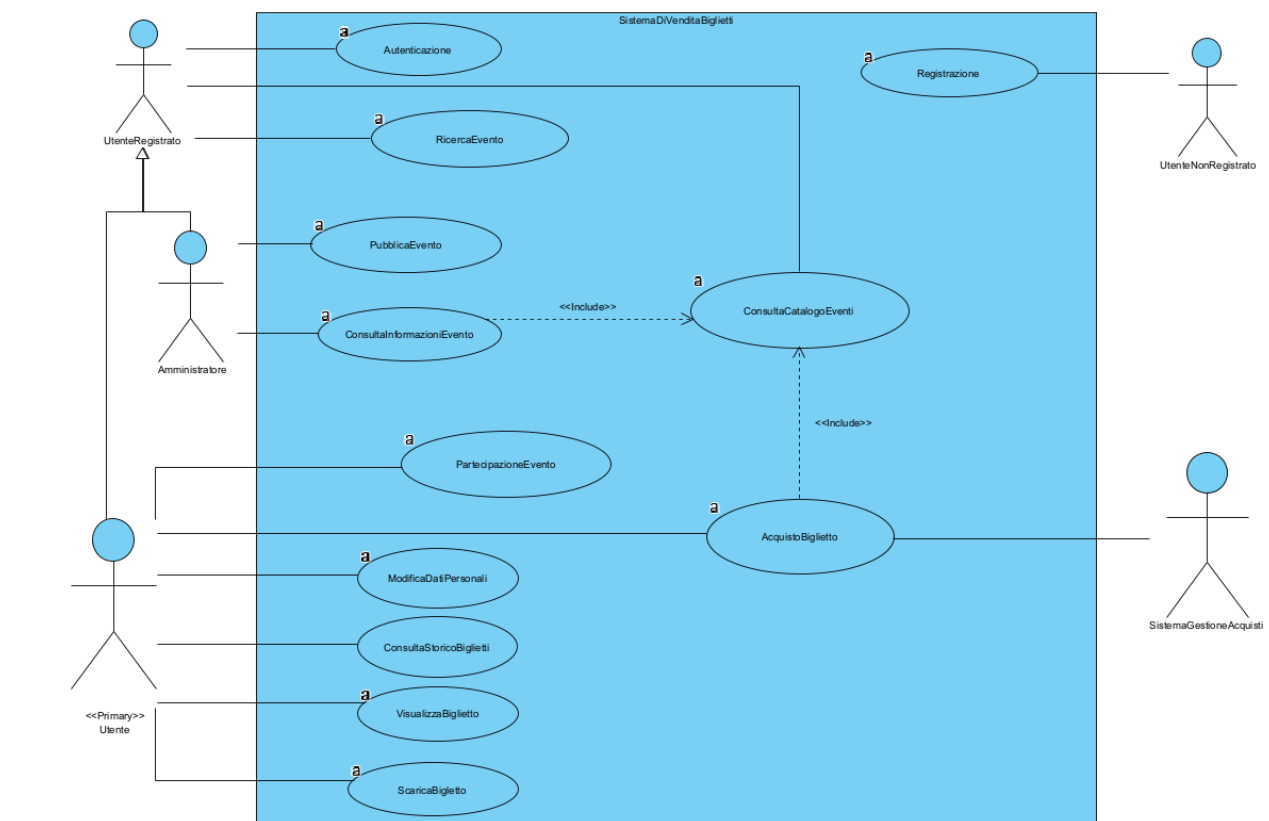 SistemaDiVenditaBiglietti
a
Autenticazione
a
Registrazione
UtenteRegistrato
a
RicercaEvento
UtenteNonRegistrato
a
PubblicaEvento
a
ConsultaCatalogoEventi
<<Include>>
a
ConsultaInformazioniEvento
Amministratore
<<Include>>
a
PartecipazioneEvento
a
AcquistoBiglietto
a
ModificaDatiPersonali
SistemaGestioneAcquisti
ConsultaStoricoBiglietti
a
VisualizzaBiglietto
<<Primary>>
Utente
a
ScaricaBigletto